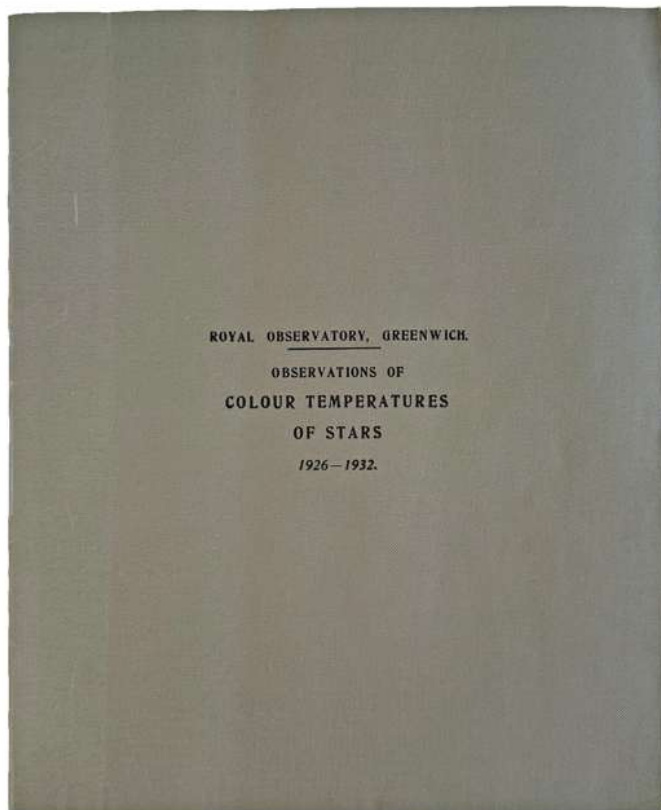 ROYAL OBSERVATORY, GREENWICH.
OBSERVATIONS OF
COLOUR TEMPERATURES
OF STARS
1926—1932.